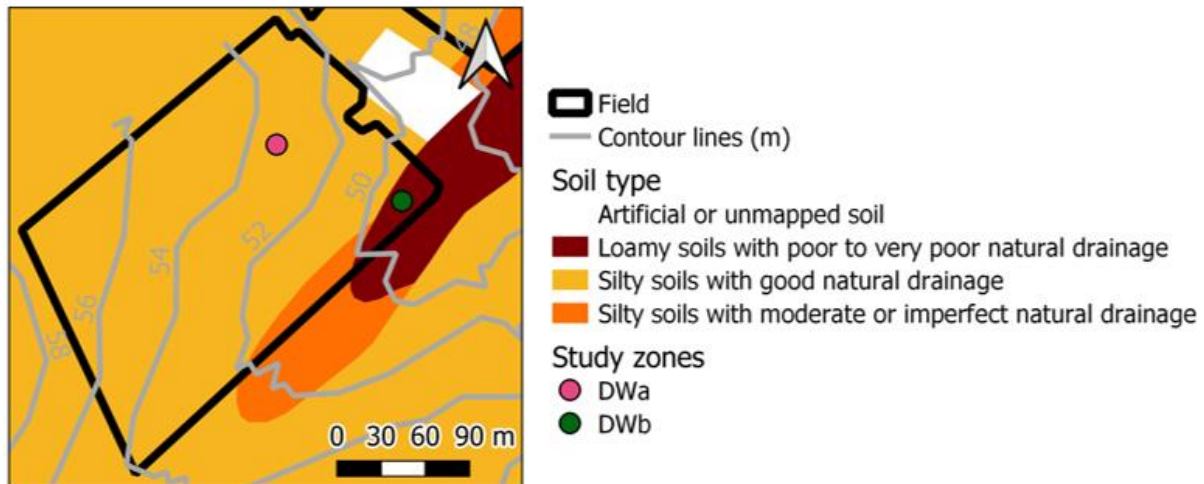 48
50
52
54
56
58
0 30 60 90 m
Field
Contour lines (m)
Soil type
Artificial or unmapped soil
Loamy soils with poor to very poor natural drainage
Silty soils with good natural drainage
Silty soils with moderate or imperfect natural drainage
Study zones
DWa
DWb